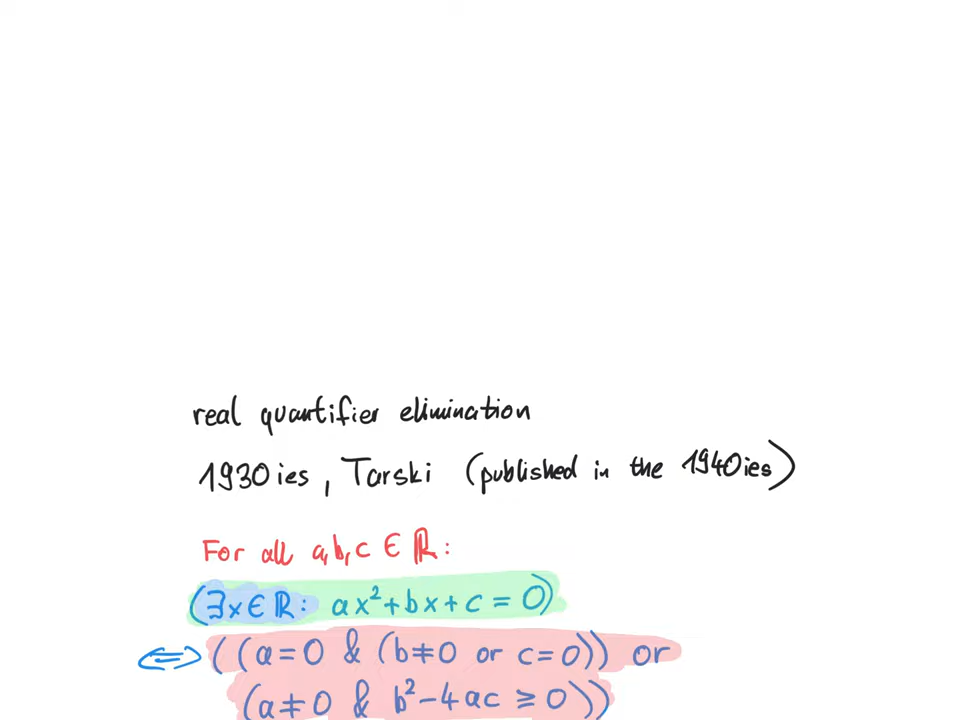 real quantifier elimination
1930ies, Tarski (published in the 1940ies)
For all a,b,c ∈ ℝ:
(∃x∈ℝ: ax²+bx+c=0)
⟺ ((a=0 & (b≠0 or c=0)) or
(a≠0 & b²-4ac ≥ 0))